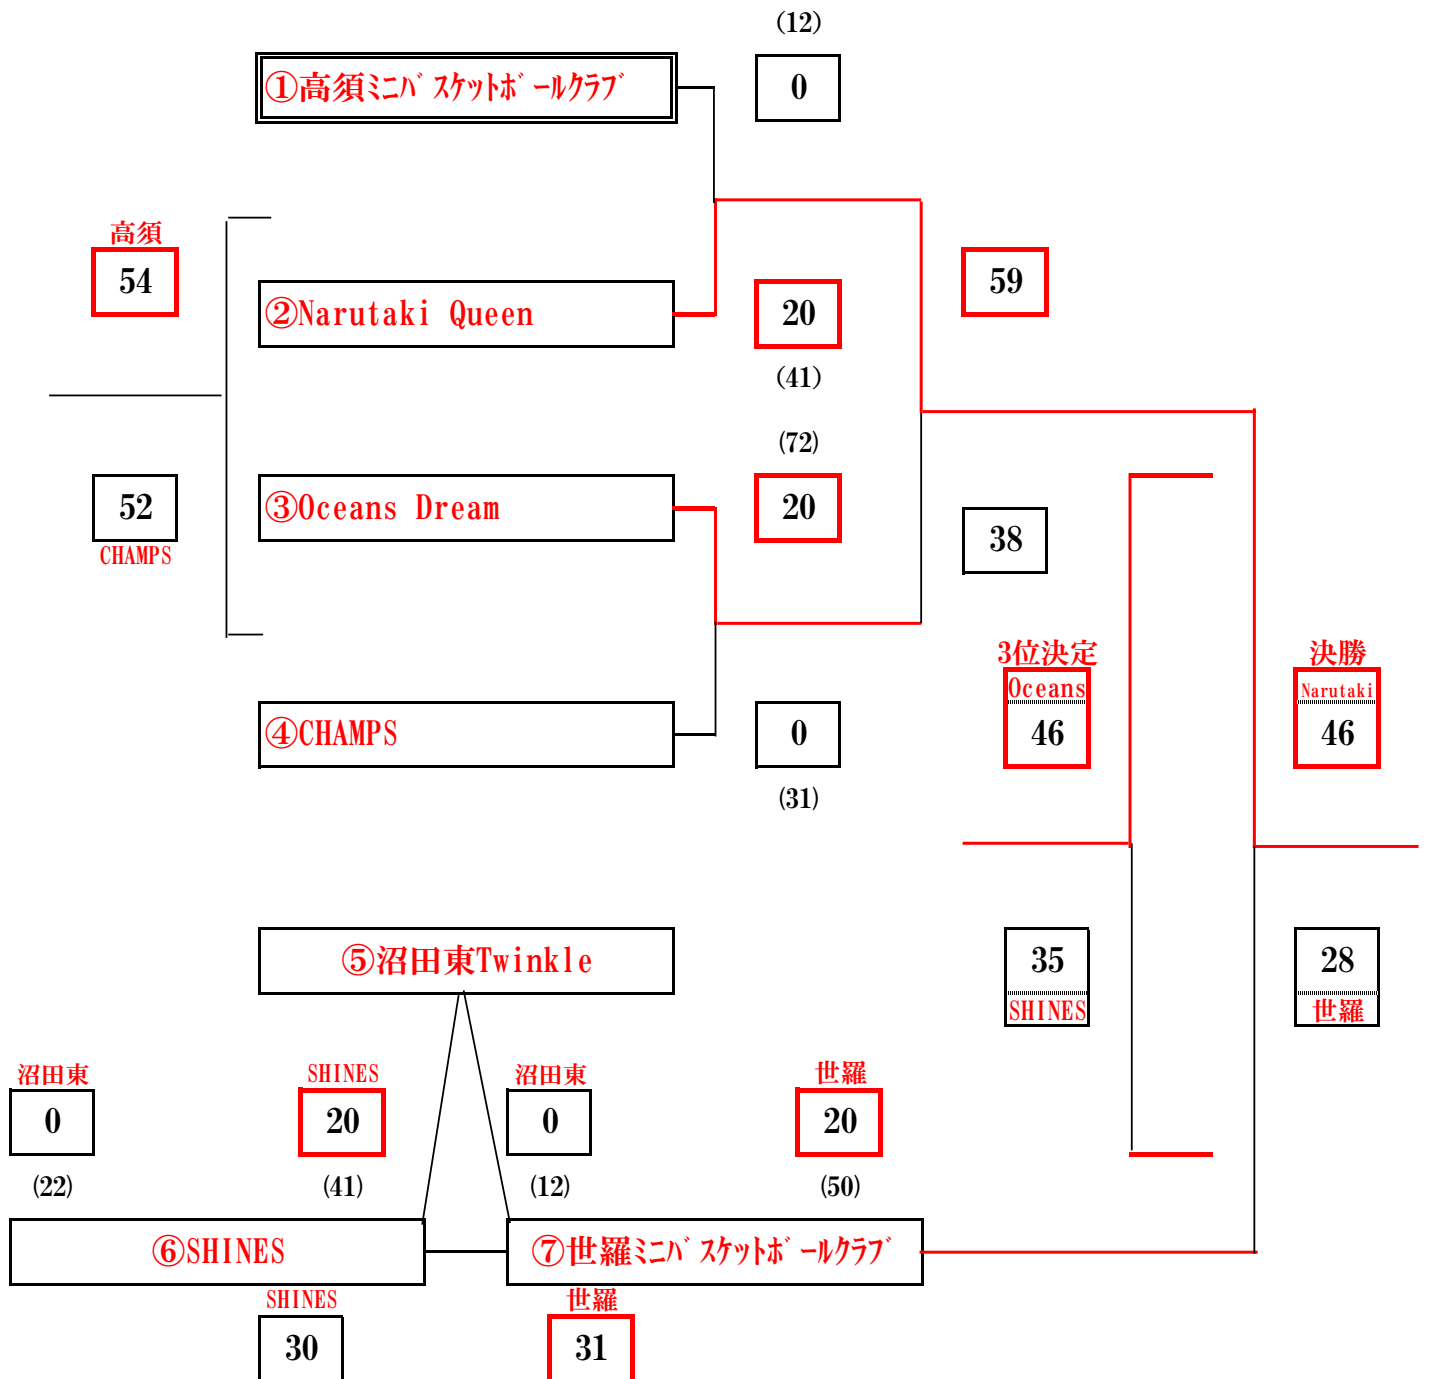 (12)
①高須ﾐﾆﾊﾞｽｹｯﾄﾎﾞｰﾙｸﾗﾌﾞ
0
高須
54
59
②Narutaki Queen
20
(41)
(72)
52
CHAMPS
③Oceans Dream
20
38
3位決定
Oceans
46
決勝
Narutaki
46
④CHAMPS
0
(31)
⑤沼田東Twinkle
35
SHINES
28
世羅
沼田東
0
(22)
SHINES
20
(41)
沼田東
0
(12)
世羅
20
(50)
⑥SHINES
⑦世羅ﾐﾆﾊﾞｽｹｯﾄﾎﾞｰﾙｸﾗﾌﾞ
SHINES
30
世羅
31